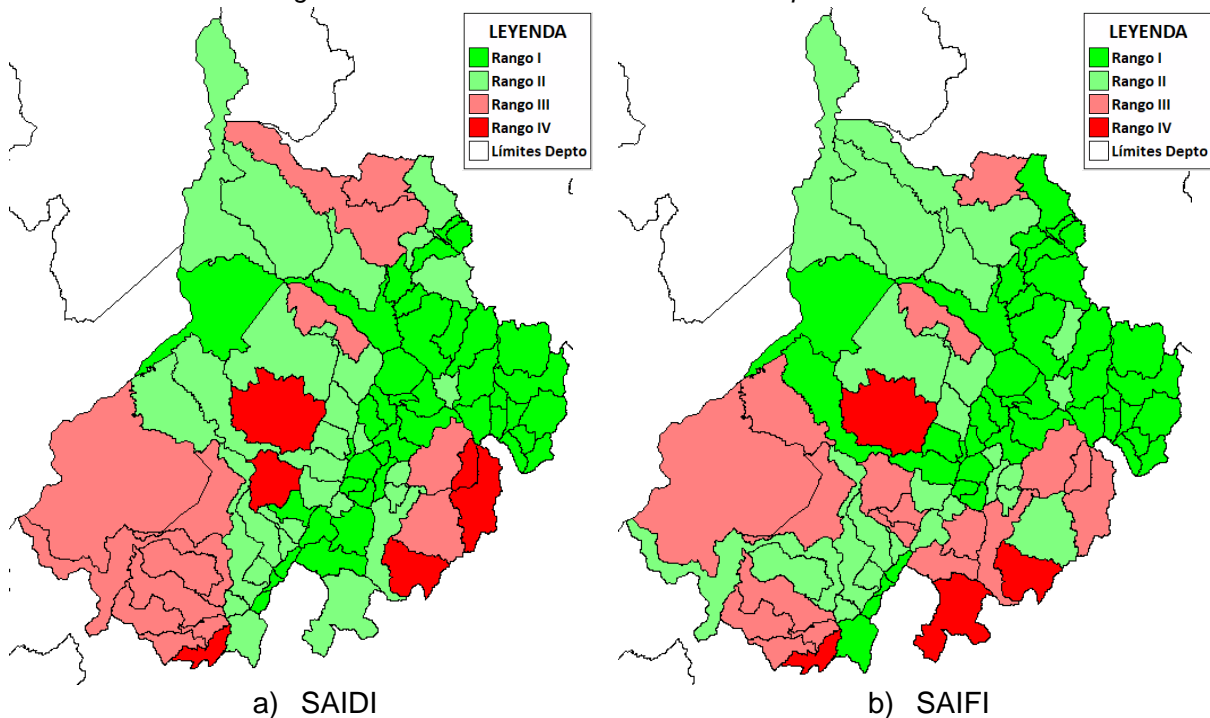 LEYENDA
Rango I
Rango II
Rango III
Rango IV
Límites Depto
LEYENDA
Rango I
Rango II
Rango III
Rango IV
Límites Depto
a) SAIDI
b) SAIFI